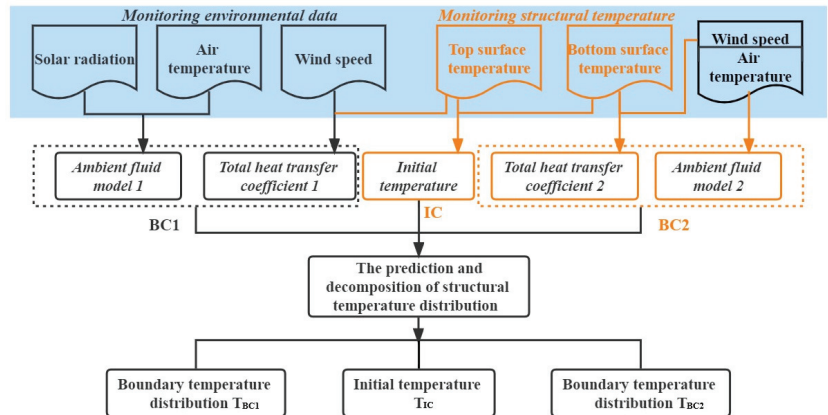 Monitoring environmental data
Monitoring structural temperature
Solar radiation
Air
temperature
Wind speed
Top surface
temperature
Bottom surface
temperature
Wind speed
Air
temperature
Ambient fluid
model 1
Total heat transfer
coefficient 1
Initial
temperature
Total heat transfer
coefficient 2
Ambient fluid
model 2
BC1
IC
BC2
The prediction and
decomposition of structural
temperature distribution
Boundary temperature
distribution TBC1
Initial temperature
TIC
Boundary temperature
distribution TBC2